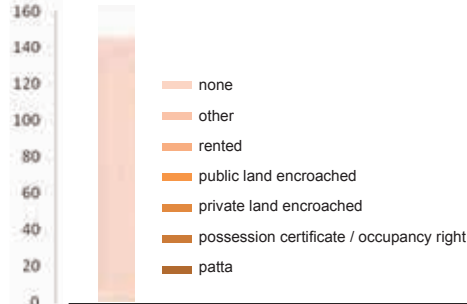 160
140
120
100
80
60
40
20
0
none
other
rented
public land encroached
private land encroached
possession certificate / occupancy right
patta